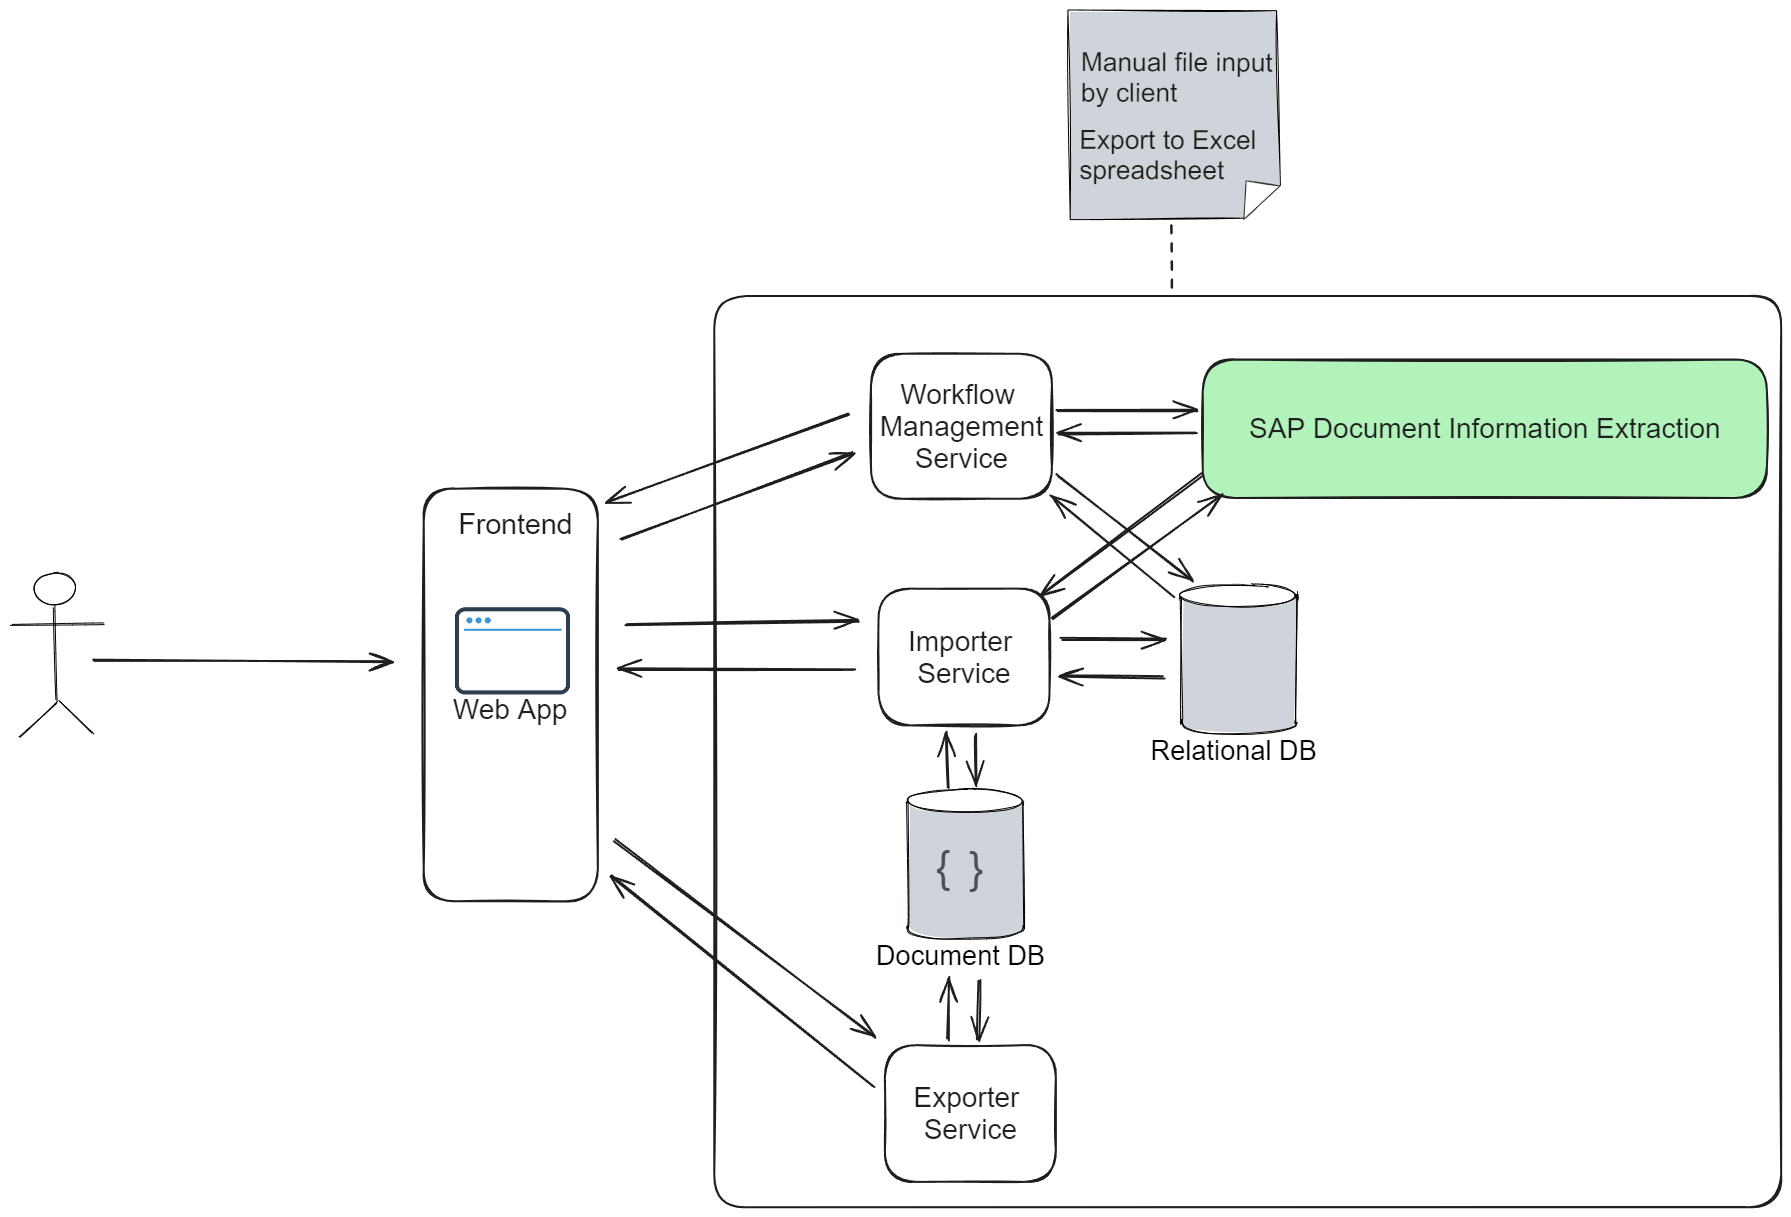 Manual file input
by client
Export to Excel
spreadsheet
Workflow
Management
Service
SAP Document Information Extraction
Frontend
Web App
Importer
Service
Relational DB
{ }
Document DB
Exporter
Service